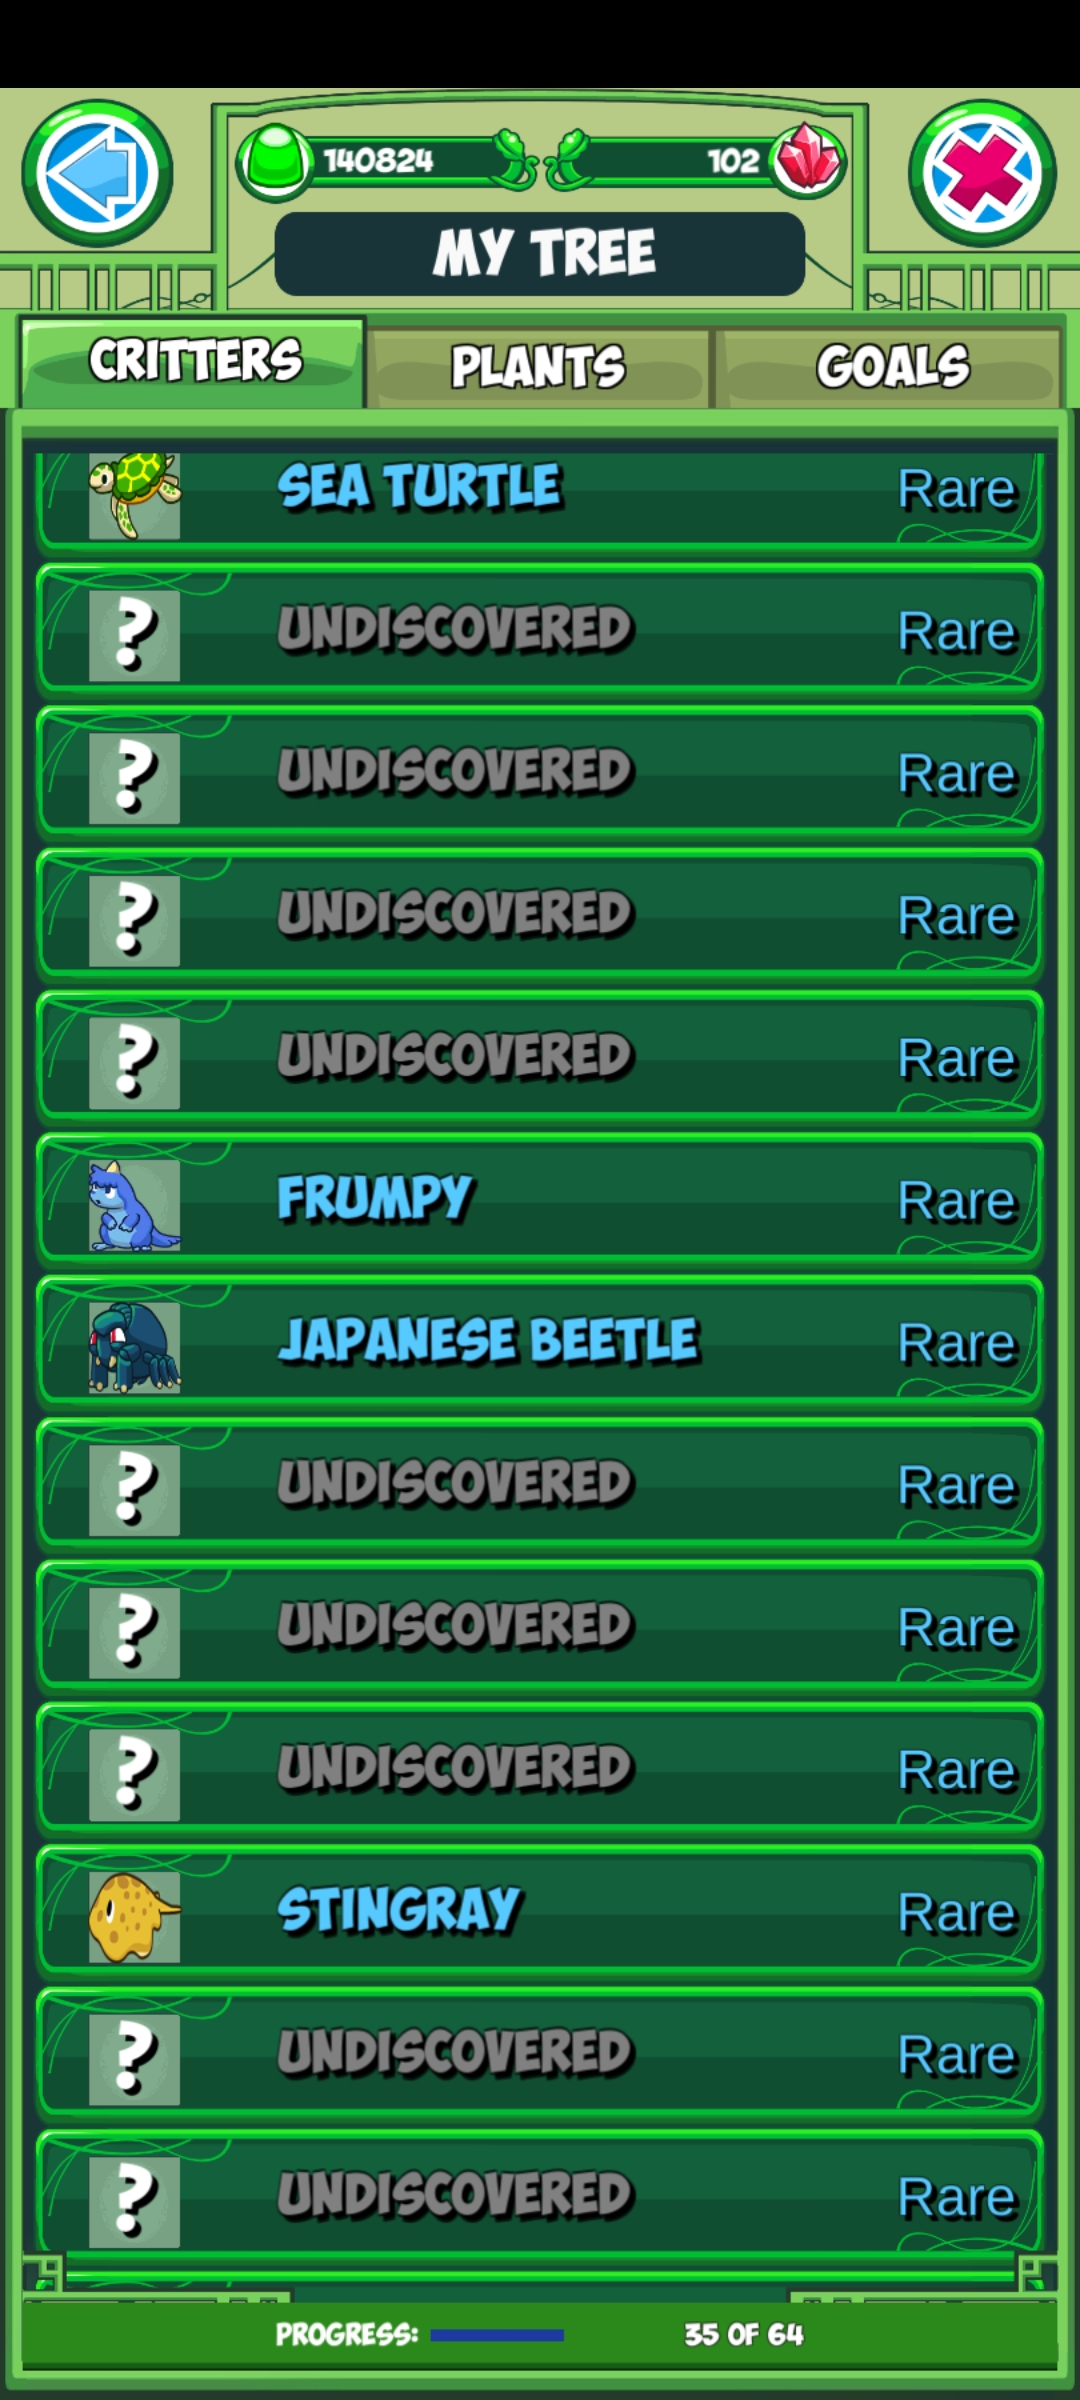 140824
102
MY TREE
CRITTERS
PLANTS
GOALS
SEA TURTLE
Rare
?
UNDISCOVERED
Rare
?
UNDISCOVERED
Rare
?
UNDISCOVERED
Rare
?
UNDISCOVERED
Rare
FRUMPY
Rare
JAPANESE BEETLE
Rare
?
UNDISCOVERED
Rare
?
UNDISCOVERED
Rare
?
UNDISCOVERED
Rare
STINGRAY
Rare
?
UNDISCOVERED
Rare
?
UNDISCOVERED
Rare
PROGRESS:
35 OF 64